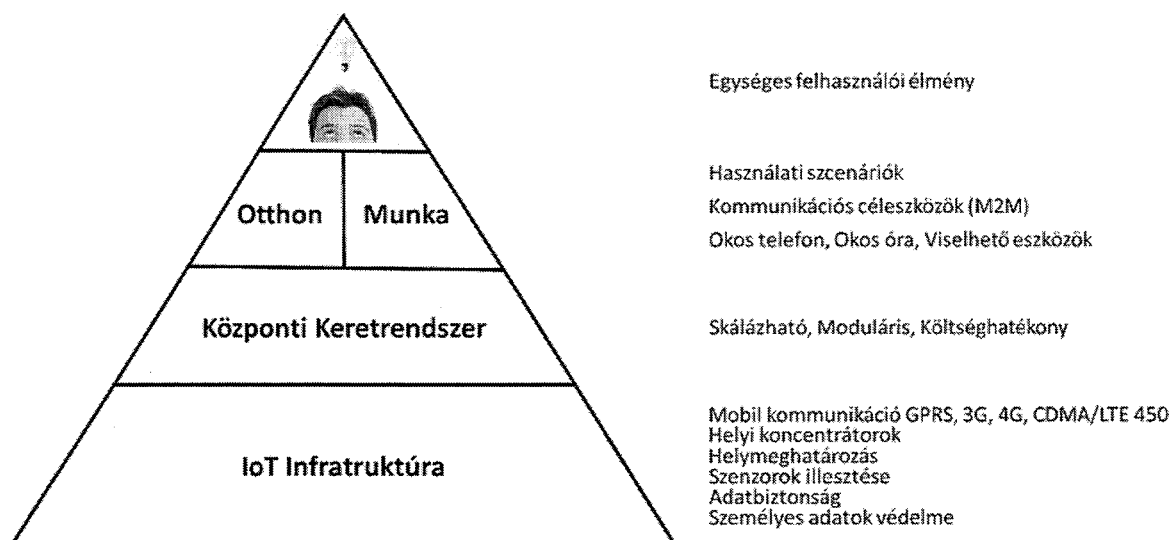 Egységes felhasználói élmény
Otthon
Munka
Használati szcenáriók
Kommunikációs céleszközök (M2M)
Okos telefon, Okos óra, Viselhető eszközök
Központi Keretrendszer
Skálázható, Moduláris, Költséghatékony
IoT Infratruktúra
Mobil kommunikáció GPRS, 3G, 4G, CDMA/LTE 450
Helyi koncentrátorok
Helymeghatározás
Szenzorok illesztése
Adatbiztonság
Személyes adatok védelme